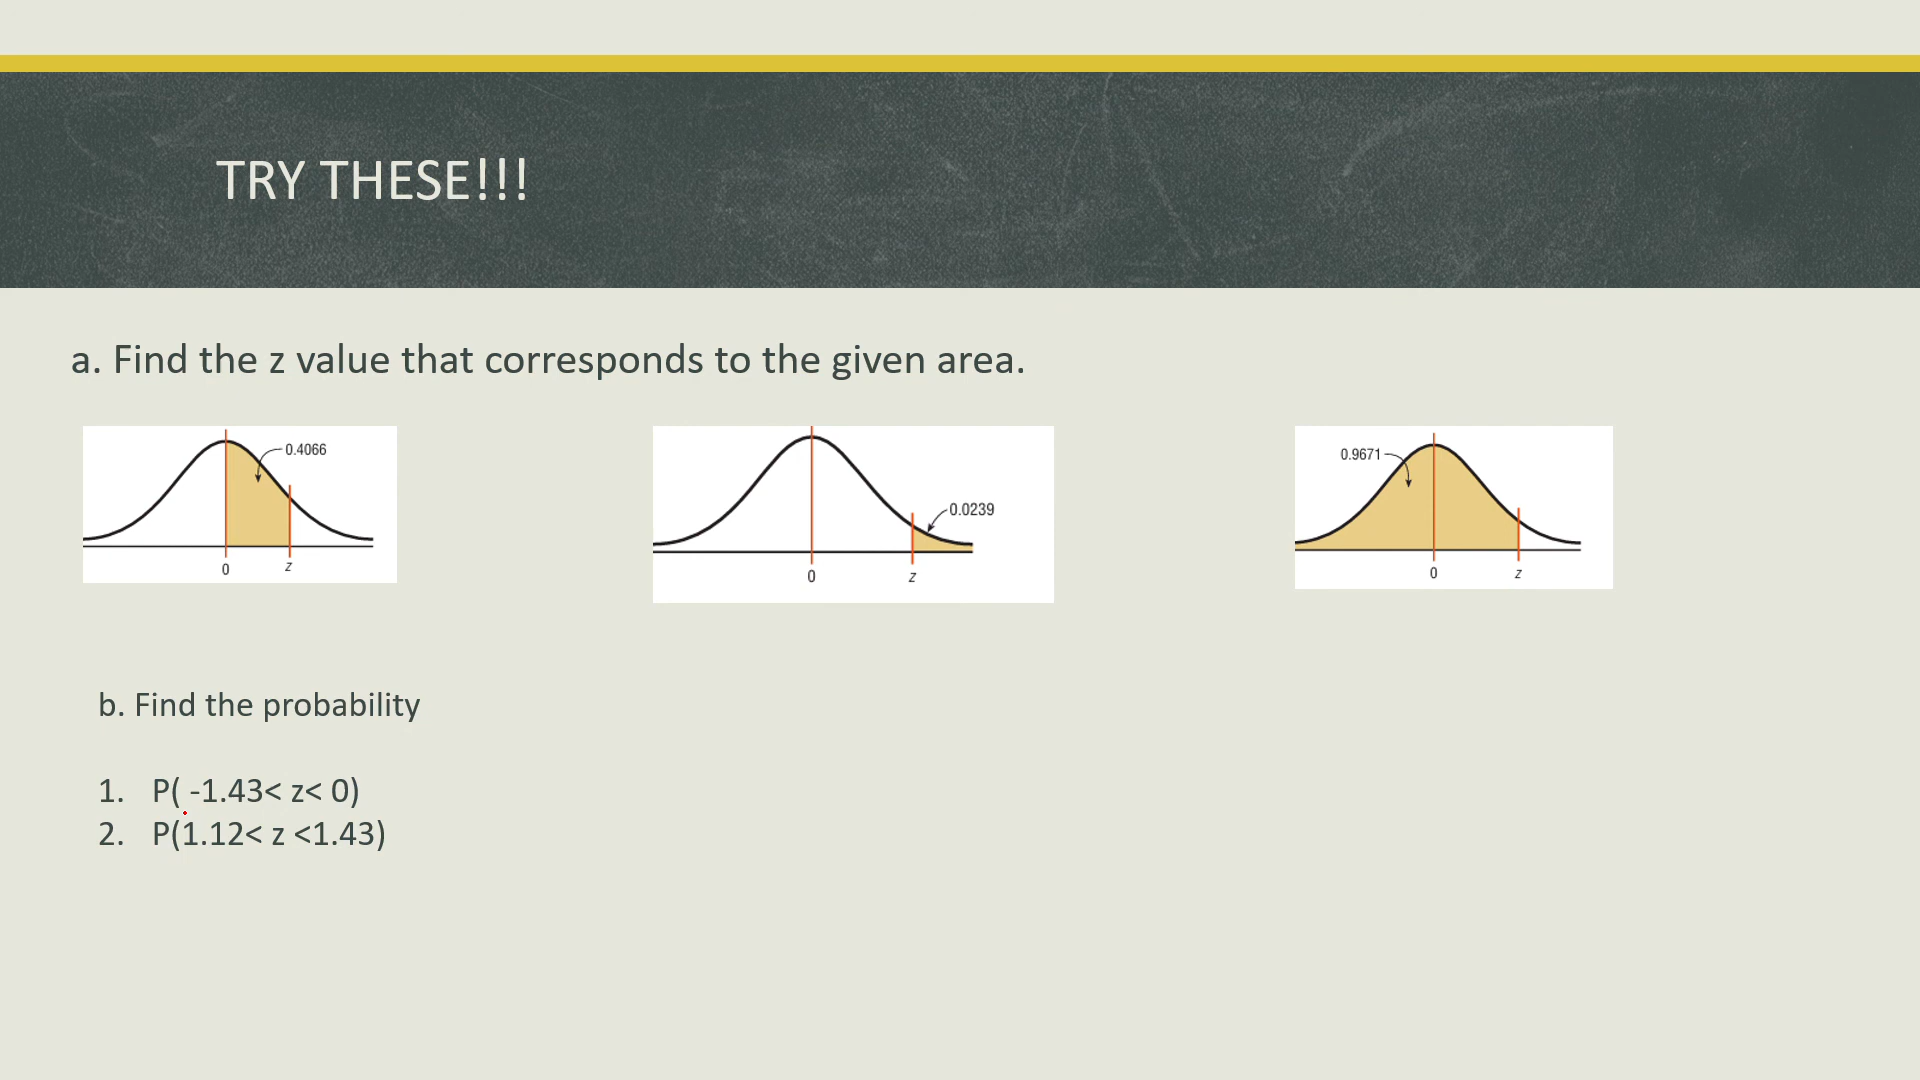 TRY THESE!!!
a. Find the z value that corresponds to the given area.
0.4066
0 z
0.0239
0 z
0.9671
0 z
b. Find the probability
1. P( -1.43< z< 0)
2. P(1.12< z <1.43)